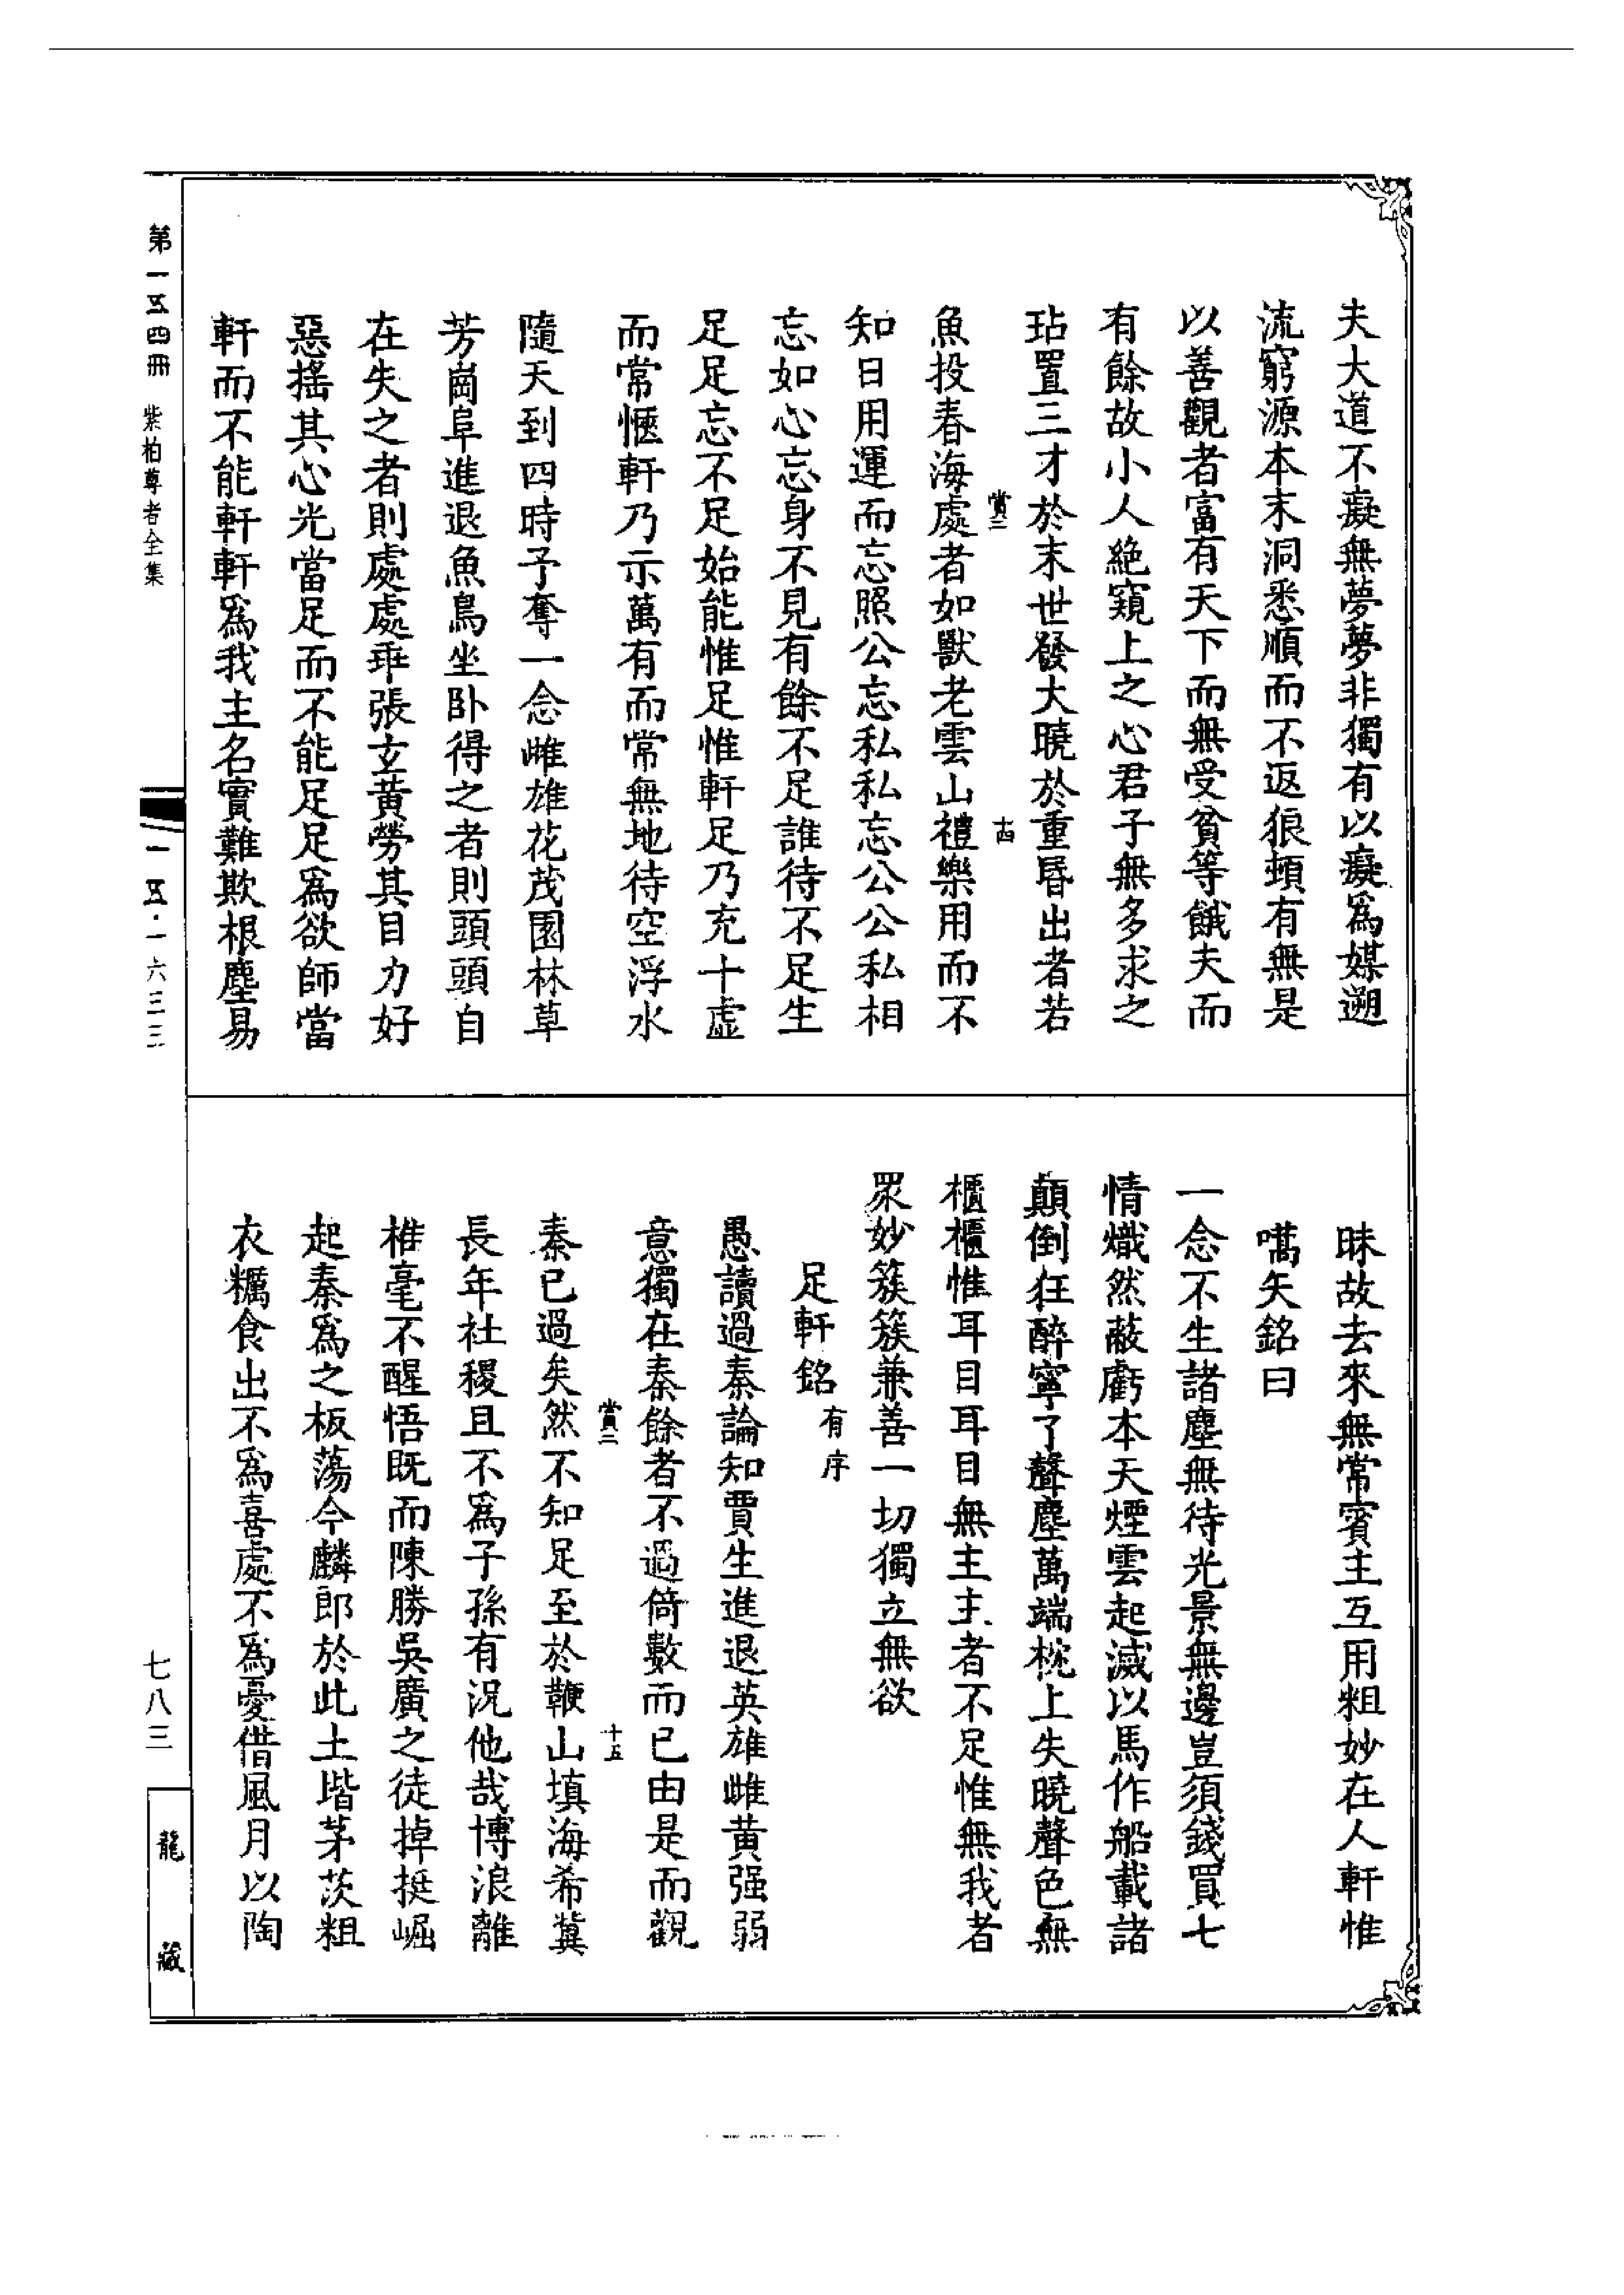 夫大道不癡無夢夢非獨有以癡爲媒遡
流窮源本末洞悉順而不返狼𩓥有無是
以善觀者富有天下而無受貧等餓夫而
有餘故小人絶窺上之心君子無多求之
玷置三才於末世發大曉於重昏出者若
魚投春海處者如獸老雲山禮樂用而不
賞三
十四
知日用運而忘照公忘私私忘公公私相
忘如心忘身不見有餘不足誰待不足生
足足忘不足始能惟足惟軒足乃充十虛
而常愜軒乃示萬有而常無地待空浮水
隨天到四時予奪一念雌雄花茂園林草
芳崗阜進退魚鳥坐卧得之者則頭頭自
在失之者則處處乖張玄黃勞其目力好
惡搖其心光當足而不能足足爲欲師當
軒而不能軒軒爲我主名實難欺根塵易
昧故去來無常賓主互用粗妙在人軒惟
噶矢銘曰
一念不生諸塵無待光景無邊豈須錢買七
情熾然蔽虧本天煙雲起滅以馬作船載諸
顛倒狂醉寧了聲塵萬端枕上失曉聲色無
櫃櫃惟耳目耳目無主主者不足惟無我者
眾妙簇簇兼善一切獨立無欲
足軒銘有序
愚讀過秦論知賈生進退英雄雌黃强弱
意獨在秦餘者不過倚數而已由是而觀
賞三
十五
秦已過矣然不知足至於鞭山填海希冀
長年社稷且不爲子孫有況他哉博浪離
椎毫不醒悟既而陳勝吳廣之徒掉挺崛
起秦爲之板蕩今麟郎於此土堦茅茨粗
衣糲食出不爲喜處不爲憂借風月以陶
第一五四冊
紫柏尊者全集
一五·一六三三
七八三
龍藏